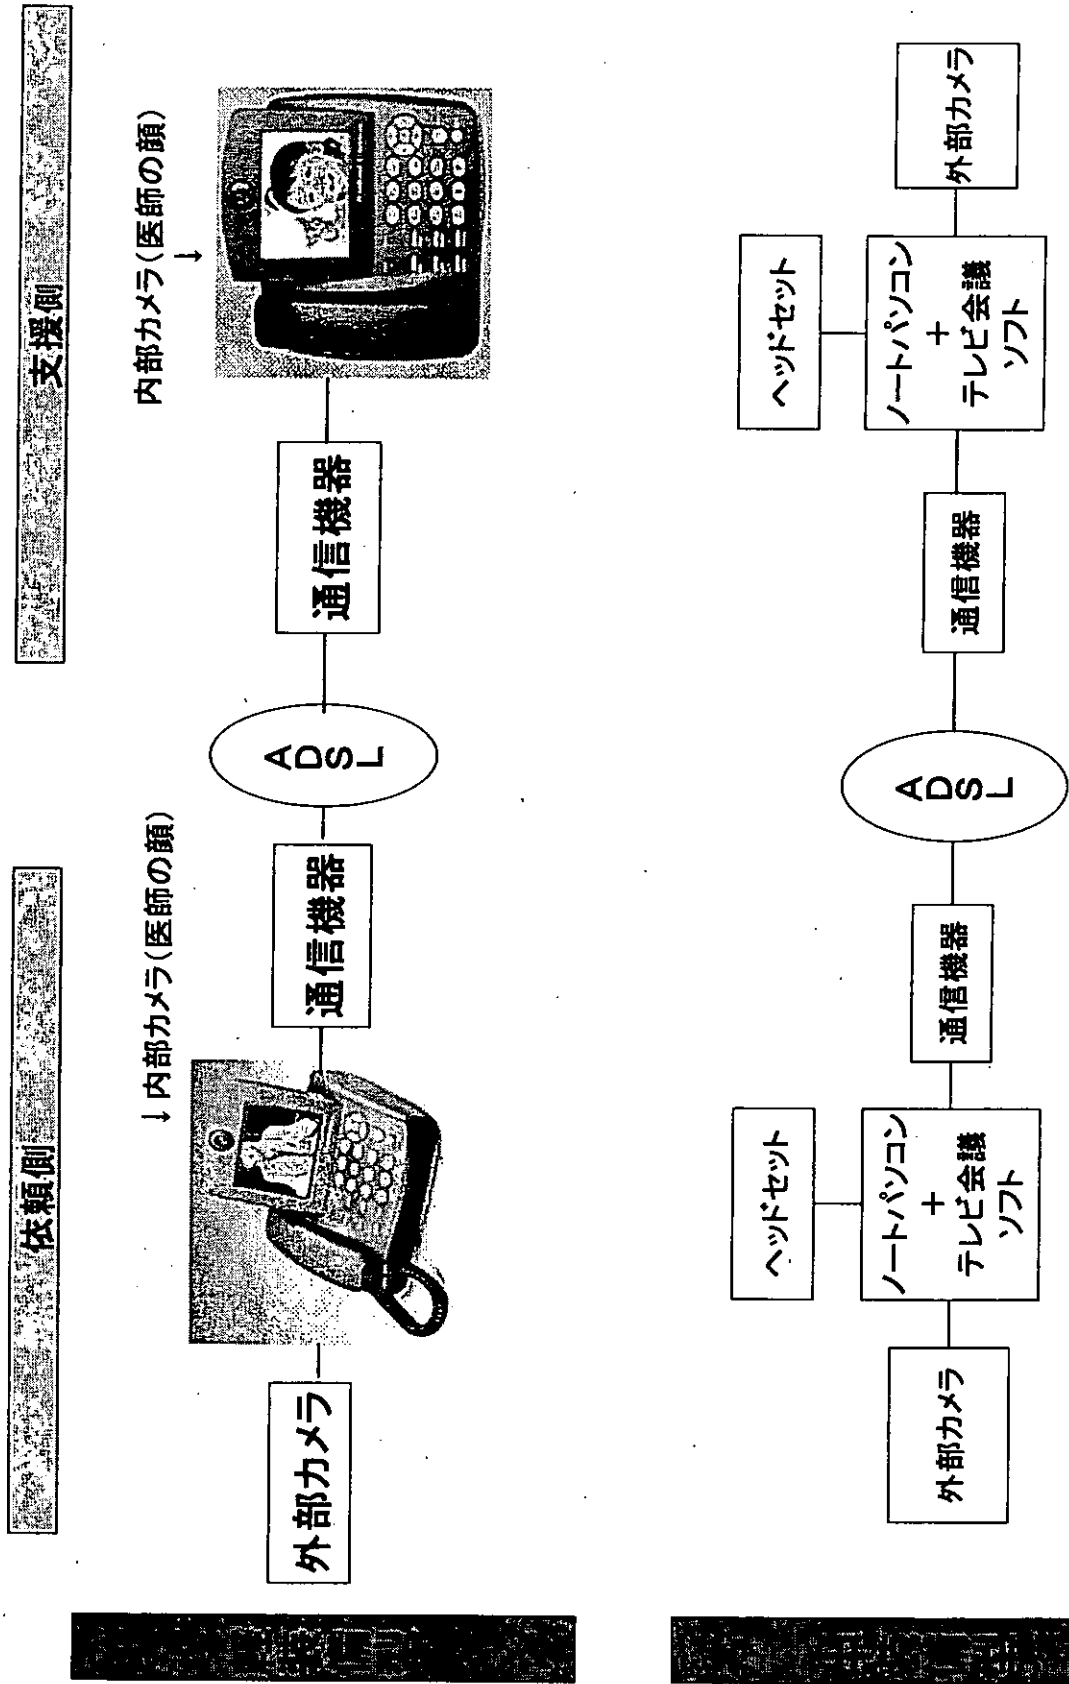 依頼側
支援側
↓内部カメラ(医師の顔)
内部カメラ(医師の顔)
↓
外部カメラ
通信機器
ADSL
通信機器
ヘッドセット
ヘッドセット
外部カメラ
ノートパソコン
+
テレビ会議
ソフト
通信機器
ADSL
通信機器
ノートパソコン
+
テレビ会議
ソフト
外部カメラ